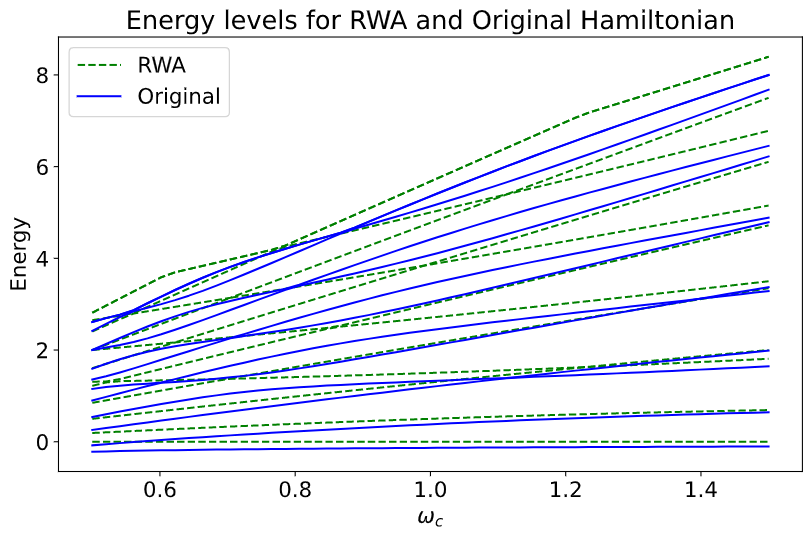 Energy levels for RWA and Original Hamiltonian
RWA
Original
Energy
8
6
4
2
0
0.6
0.8
1.0
1.2
1.4
ω_c